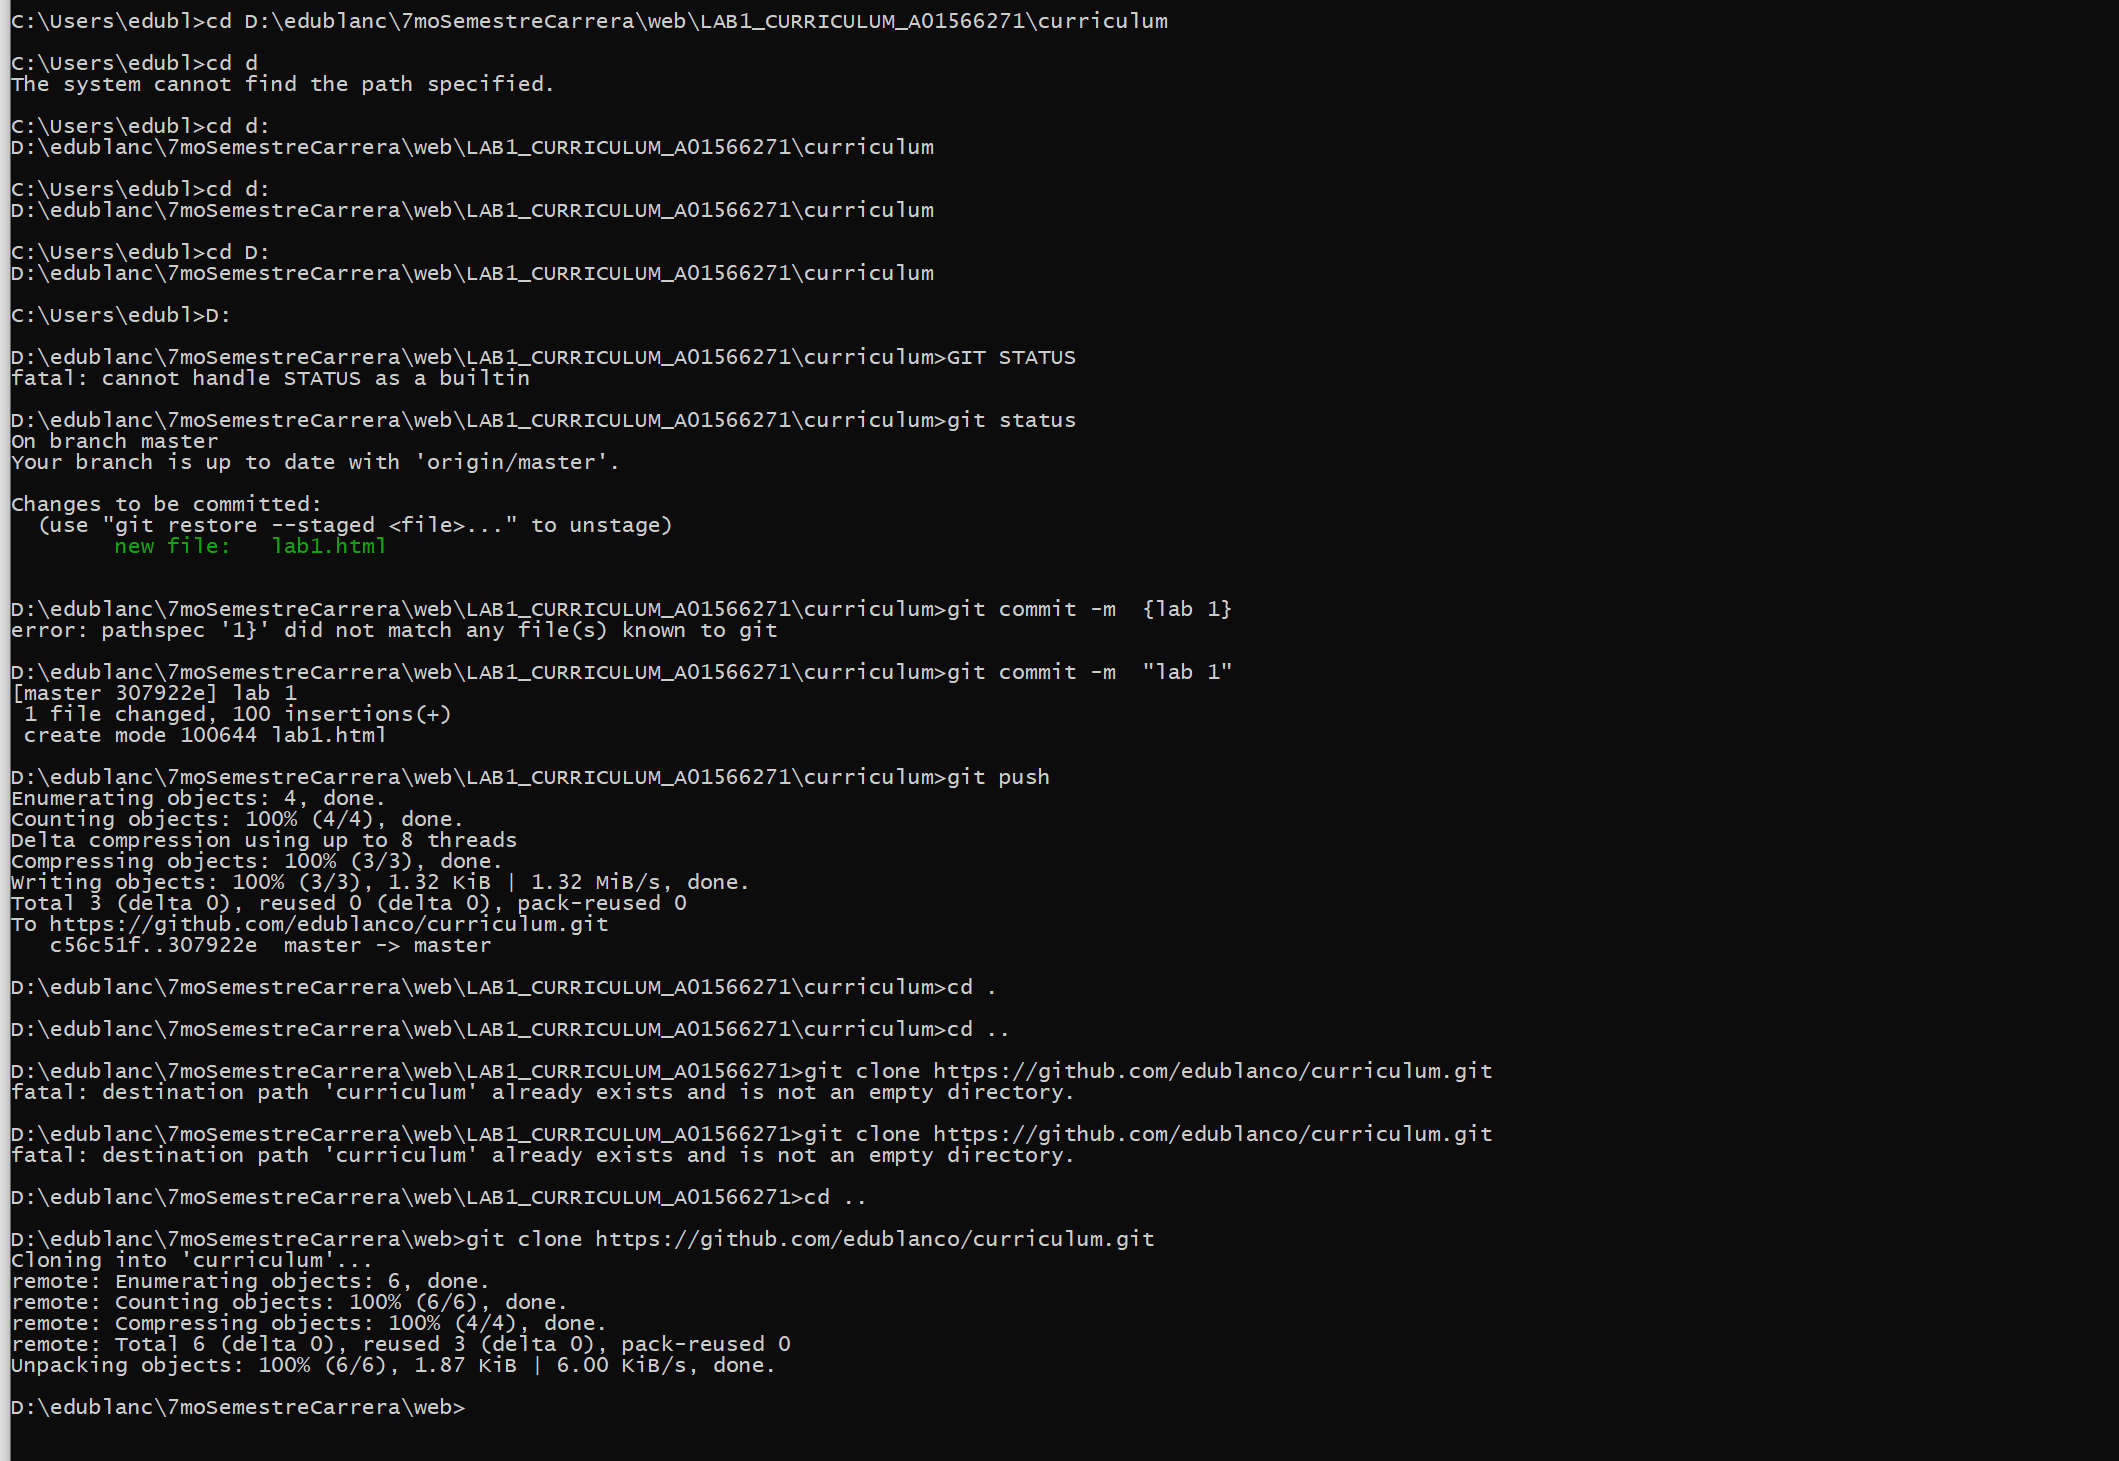 C:\Users\edubl>cd D:\edublanc\7moSemestreCarrera\web\LAB1_CURRICULUM_A01566271\curriculum
C:\Users\edubl>cd d
The system cannot find the path specified.
C:\Users\edubl>cd d:
D:\edublanc\7moSemestreCarrera\web\LAB1_CURRICULUM_A01566271\curriculum
C:\Users\edubl>cd d:
D:\edublanc\7moSemestreCarrera\web\LAB1_CURRICULUM_A01566271\curriculum
C:\Users\edubl>cd D:
D:\edublanc\7moSemestreCarrera\web\LAB1_CURRICULUM_A01566271\curriculum
C:\Users\edubl>D:
D:\edublanc\7moSemestreCarrera\web\LAB1_CURRICULUM_A01566271\curriculum>GIT STATUS
fatal: cannot handle STATUS as a builtin
D:\edublanc\7moSemestreCarrera\web\LAB1_CURRICULUM_A01566271\curriculum>git status
On branch master
Your branch is up to date with 'origin/master'.
Changes to be committed:
  (use "git restore --staged <file>..." to unstage)
        new file:   lab1.html
D:\edublanc\7moSemestreCarrera\web\LAB1_CURRICULUM_A01566271\curriculum>git commit -m  {lab 1}
error: pathspec '1}' did not match any file(s) known to git
D:\edublanc\7moSemestreCarrera\web\LAB1_CURRICULUM_A01566271\curriculum>git commit -m  "lab 1"
[master 307922e] lab 1
 1 file changed, 100 insertions(+)
 create mode 100644 lab1.html
D:\edublanc\7moSemestreCarrera\web\LAB1_CURRICULUM_A01566271\curriculum>git push
Enumerating objects: 4, done.
Counting objects: 100% (4/4), done.
Delta compression using up to 8 threads
Compressing objects: 100% (3/3), done.
Writing objects: 100% (3/3), 1.32 KiB | 1.32 MiB/s, done.
Total 3 (delta 0), reused 0 (delta 0), pack-reused 0
To https://github.com/edublanco/curriculum.git
   c56c51f..307922e  master -> master
D:\edublanc\7moSemestreCarrera\web\LAB1_CURRICULUM_A01566271\curriculum>cd .
D:\edublanc\7moSemestreCarrera\web\LAB1_CURRICULUM_A01566271\curriculum>cd ..
D:\edublanc\7moSemestreCarrera\web\LAB1_CURRICULUM_A01566271>git clone https://github.com/edublanco/curriculum.git
fatal: destination path 'curriculum' already exists and is not an empty directory.
D:\edublanc\7moSemestreCarrera\web\LAB1_CURRICULUM_A01566271>git clone https://github.com/edublanco/curriculum.git
fatal: destination path 'curriculum' already exists and is not an empty directory.
D:\edublanc\7moSemestreCarrera\web\LAB1_CURRICULUM_A01566271>cd ..
D:\edublanc\7moSemestreCarrera\web>git clone https://github.com/edublanco/curriculum.git
Cloning into 'curriculum'...
remote: Enumerating objects: 6, done.
remote: Counting objects: 100% (6/6), done.
remote: Compressing objects: 100% (4/4), done.
remote: Total 6 (delta 0), reused 3 (delta 0), pack-reused 0
Unpacking objects: 100% (6/6), 1.87 KiB | 6.00 KiB/s, done.
D:\edublanc\7moSemestreCarrera\web>